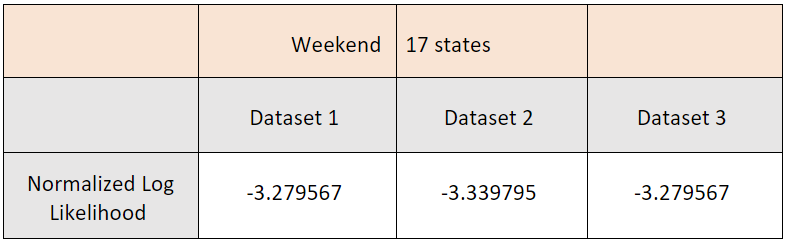 Weekend 17 states
Dataset 1 Dataset 2 Dataset 3
Normalized Log
Likelihood
-3.279567 -3.339795 -3.279567